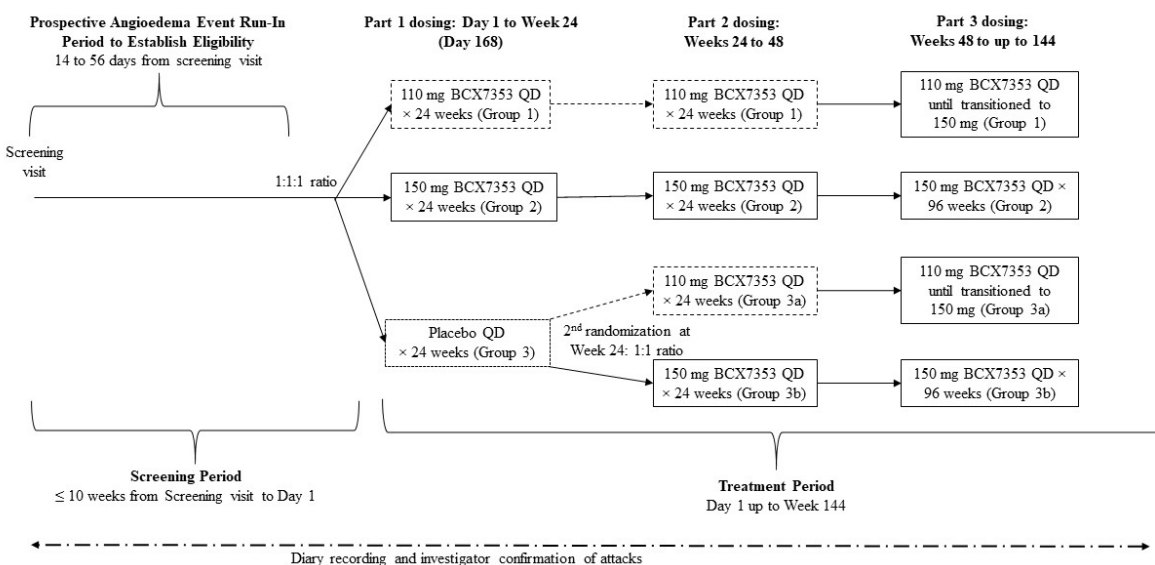 Prospective Angioedema Event Run-In
Period to Establish Eligibility
14 to 56 days from screening visit
Part 1 dosing: Day 1 to Week 24
(Day 168)
Part 2 dosing:
Weeks 24 to 48
Part 3 dosing:
Weeks 48 to up to 144
Screening
visit
1:1:1 ratio
110 mg BCX7353 QD
× 24 weeks (Group 1)
110 mg BCX7353 QD
× 24 weeks (Group 1)
110 mg BCX7353 QD
until transitioned to
150 mg (Group 1)
150 mg BCX7353 QD
× 24 weeks (Group 2)
150 mg BCX7353 QD
× 24 weeks (Group 2)
150 mg BCX7353 QD ×
96 weeks (Group 2)
Placebo QD
× 24 weeks (Group 3)
2nd randomization at
Week 24: 1:1 ratio
110 mg BCX7353 QD
× 24 weeks (Group 3a)
110 mg BCX7353 QD
until transitioned to
150 mg (Group 3a)
150 mg BCX7353 QD
× 24 weeks (Group 3b)
150 mg BCX7353 QD ×
96 weeks (Group 3b)
Screening Period
≤ 10 weeks from Screening visit to Day 1
Treatment Period
Day 1 up to Week 144
Diary recording and investigator confirmation of attacks